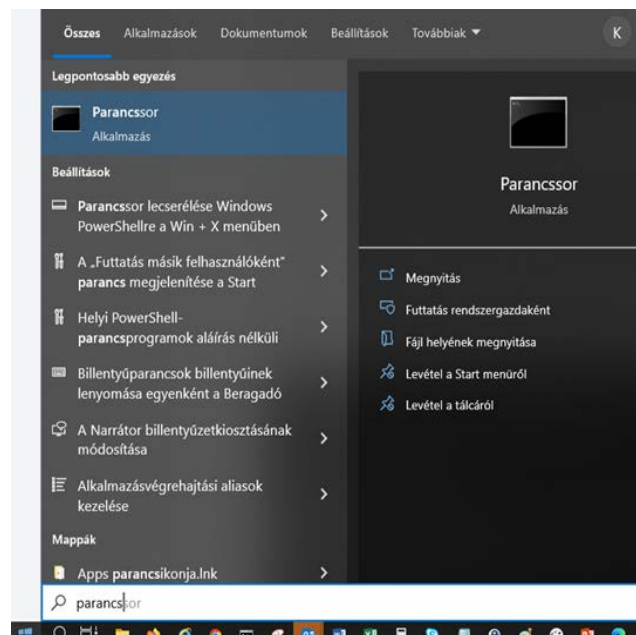 Összes Alkalmazások Dokumentumok Beállítások Továbbiak K
Legpontosabb egyezés
Parancssor
Alkalmazás
Beállítások
Parancssor lecserélése Windows
PowerShellre a Win + X menüben
A „Futtatás másik felhasználóként"
parancs megjelenítése a Start
Helyi PowerShell-
parancsprogramok aláírás nélküli
Billentyűparancsok billentyűinek
lenyomása egyenként a Beragadó
A Narrátor billentyűzetkiosztásának
módosítása
Alkalmazásvégrehajtási aliasok
kezelése
Mappák
Apps parancsikonja.lnk
Parancssor
Alkalmazás
Megnyitás
Futtatás rendszergazdaként
Fájl helyének megnyitása
Levétel a Start menüről
Levétel a tálcáról
parancssor